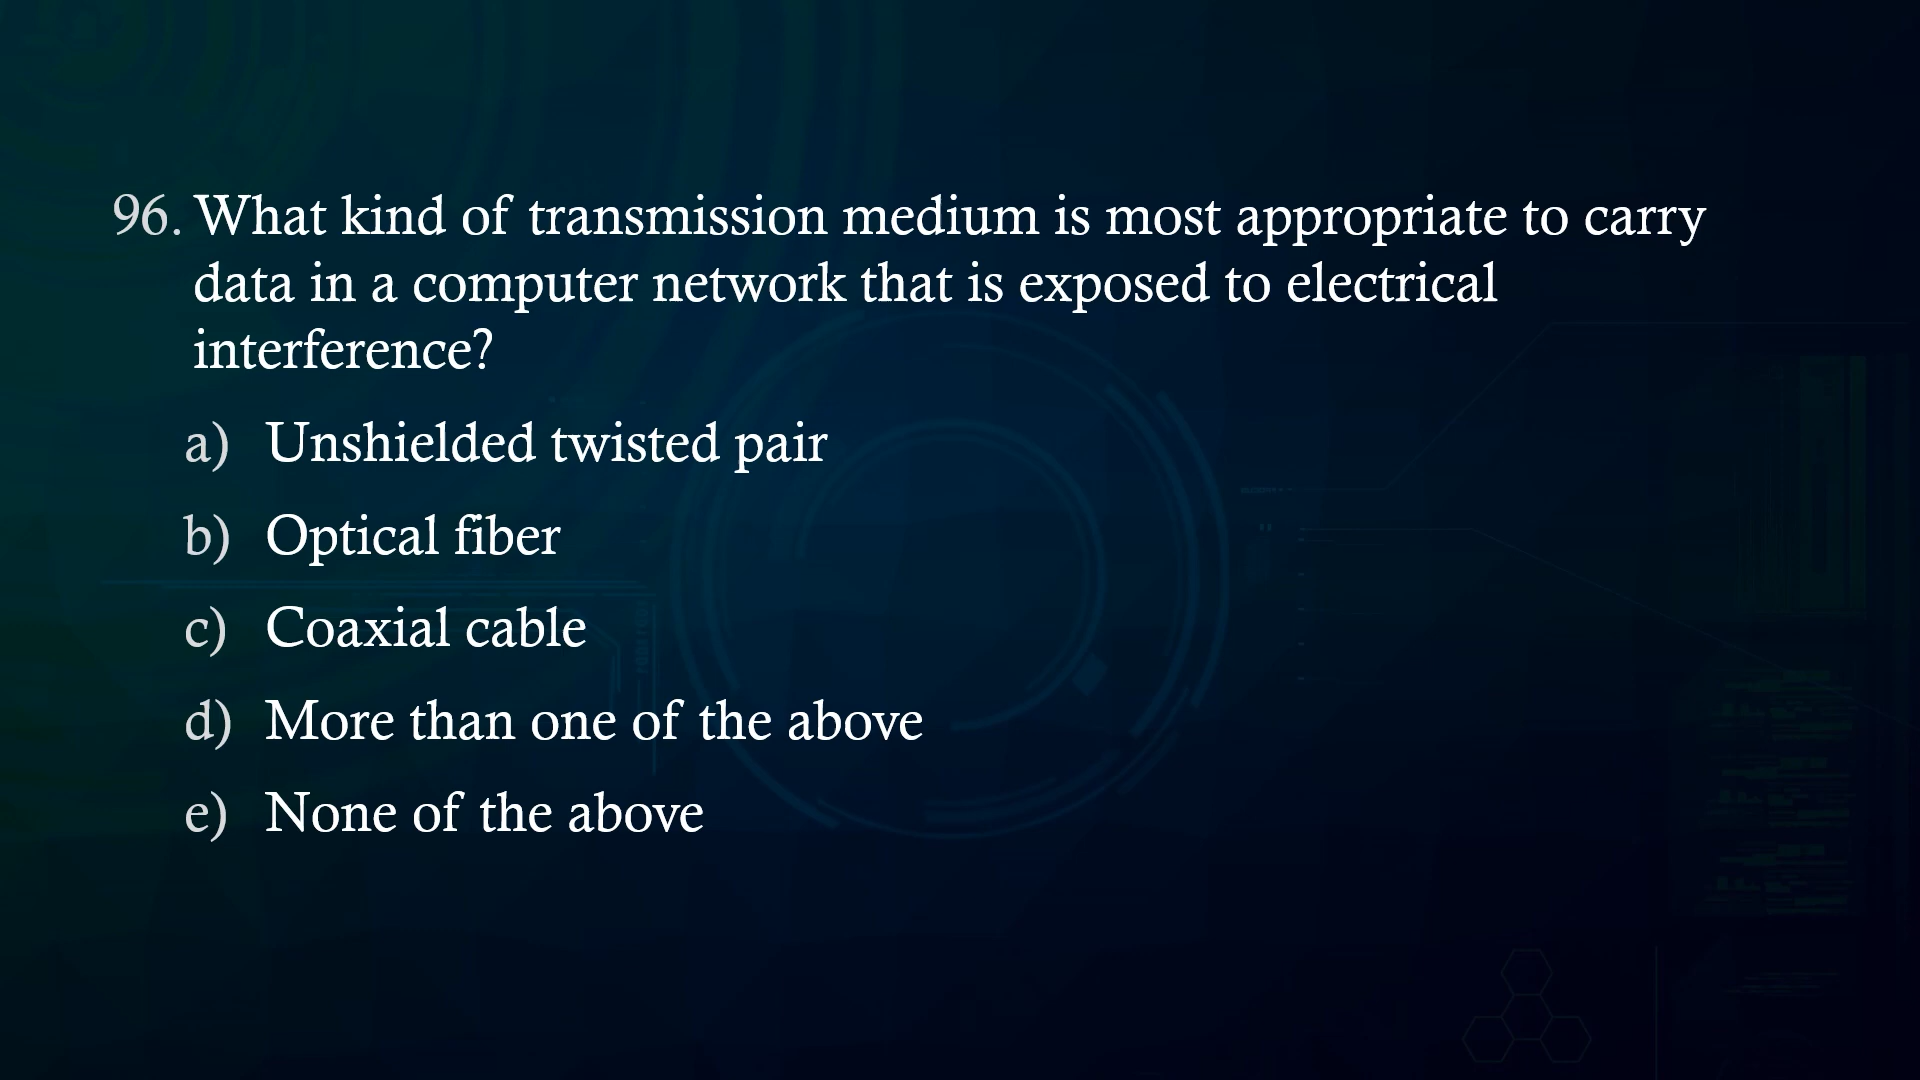 96. What kind of transmission medium is most appropriate to carry
data in a computer network that is exposed to electrical
interference?
a) Unshielded twisted pair
b) Optical fiber
c) Coaxial cable
d) More than one of the above
e) None of the above